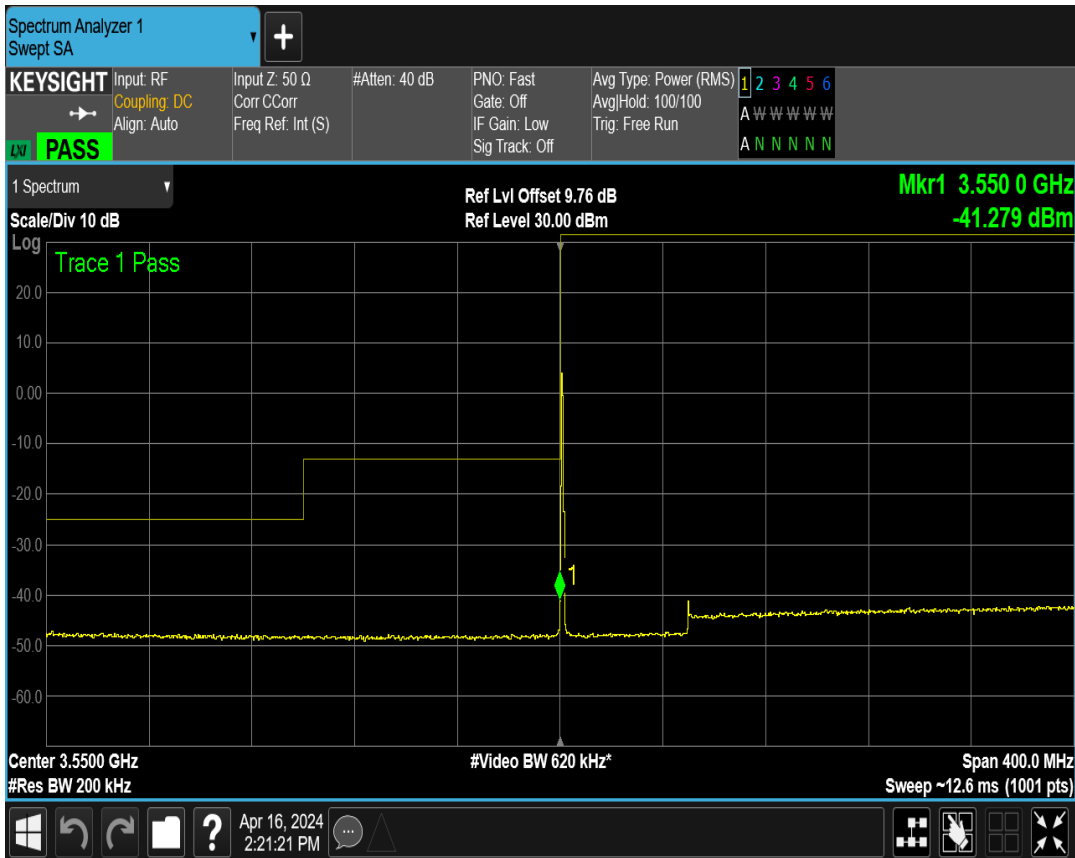 Spectrum Analyzer 1
Swept SA
KEYSIGHT
LXI PASS
Input: RF
Coupling: DC
Align: Auto
Input Z: 50 Ω
Corr CCorr
Freq Ref: Int (S)
#Atten: 40 dB
PNO: Fast
Gate: Off
IF Gain: Low
Sig Track: Off
Avg Type: Power (RMS)
Avg|Hold: 100/100
Trig: Free Run
1 2 3 4 5 6
A W W W W W
A N N N N N
1 Spectrum
Scale/Div 10 dB
Ref Lvl Offset 9.76 dB
Ref Level 30.00 dBm
Mkr1 3.550 0 GHz
-41.279 dBm
Log
Trace 1 Pass
20.0
10.0
0.00
-10.0
-20.0
-30.0
-40.0
-50.0
-60.0
1
Center 3.5500 GHz
#Res BW 200 kHz
#Video BW 620 kHz*
Span 400.0 MHz
Sweep ~12.6 ms (1001 pts)
?
Apr 16, 2024
2:21:21 PM